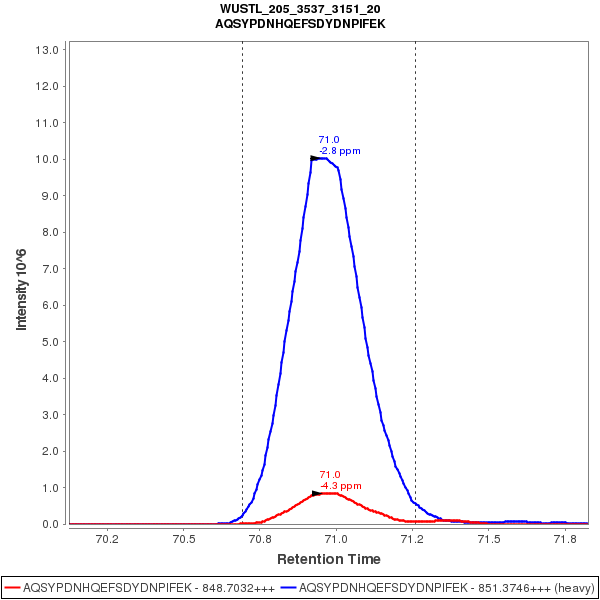 WUSTL_205_3537_3151_20
AQSYPDNHQEFSDYDNPIFEK
13.0
12.0
11.0
10.0
9.0
8.0
7.0
6.0
5.0
4.0
3.0
2.0
1.0
0.0
Intensity 10^6
71.0
-2.8 ppm
71.0
-4.3 ppm
70.2 70.5 70.8 71.0 71.2 71.5 71.8
Retention Time
AQSYPDNHQEFSDYDNPIFEK - 848.7032+++ AQSYPDNHQEFSDYDNPIFEK - 851.3746+++ (heavy)